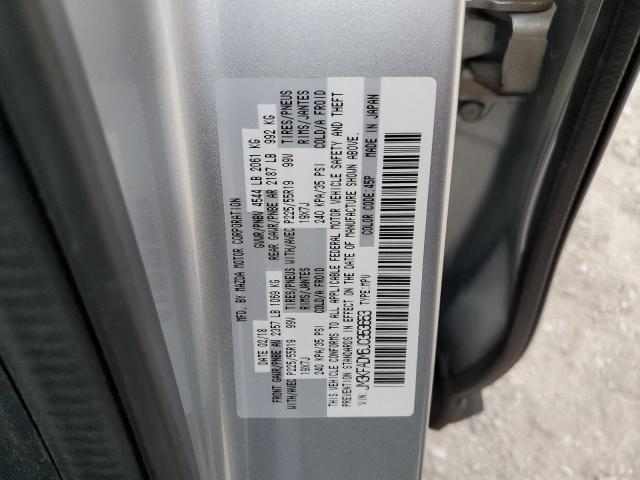 MFD. BY MAZDA MOTOR CORPORATION
DATE 02/18 GVWR/PNBV 4544 LB 2061 KG
FRONT GAWR/PNBE AV 2357 LB 1069 KG REAR GAWR/PNBE AR 2187 LB 992 KG
WITH/AVEC P225/55R19 99V TIRES/PNEUS WITH/AVEC P225/55R19 99V TIRES/PNEUS
19X7J RIMS/JANTES 19X7J RIMS/JANTES
240 KPA/35 PSI COLD/A FROID 240 KPA/35 PSI COLD/A FROID
THIS VEHICLE CONFORMS TO ALL APPLICABLE FEDERAL MOTOR VEHICLE SAFETY AND THEFT
PREVENTION STANDARDS IN EFFECT ON THE DATE OF MANUFACTURE SHOWN ABOVE.
COLOR CODE:45P MADE IN JAPAN
VIN. TYPE:MPV